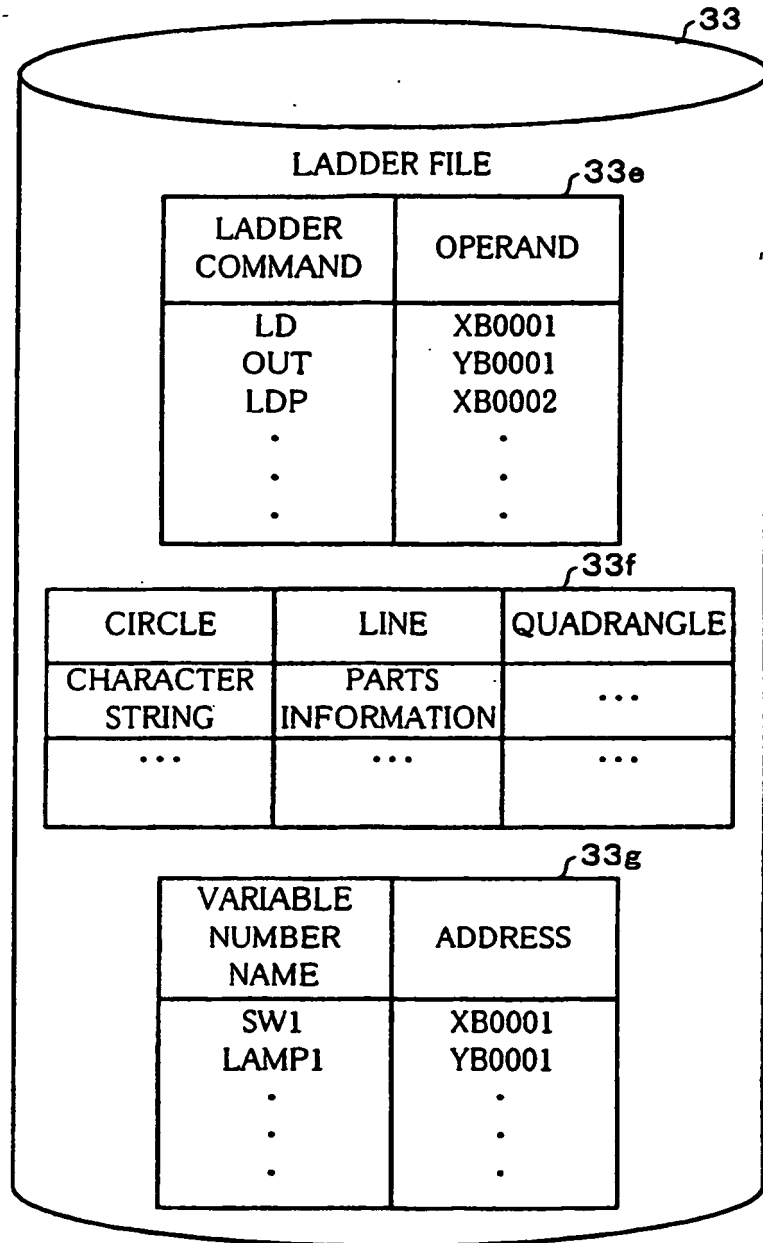 33
LADDER FILE
33e
LADDER COMMAND OPERAND
LD XB0001
OUT YB0001
LDP XB0002
· ·
· ·
· ·
33f
CIRCLE LINE QUADRANGLE
CHARACTER STRING PARTS INFORMATION ...
... ... ...
33g
VARIABLE NUMBER NAME ADDRESS
SW1 XB0001
LAMP1 YB0001
· ·
· ·
· ·